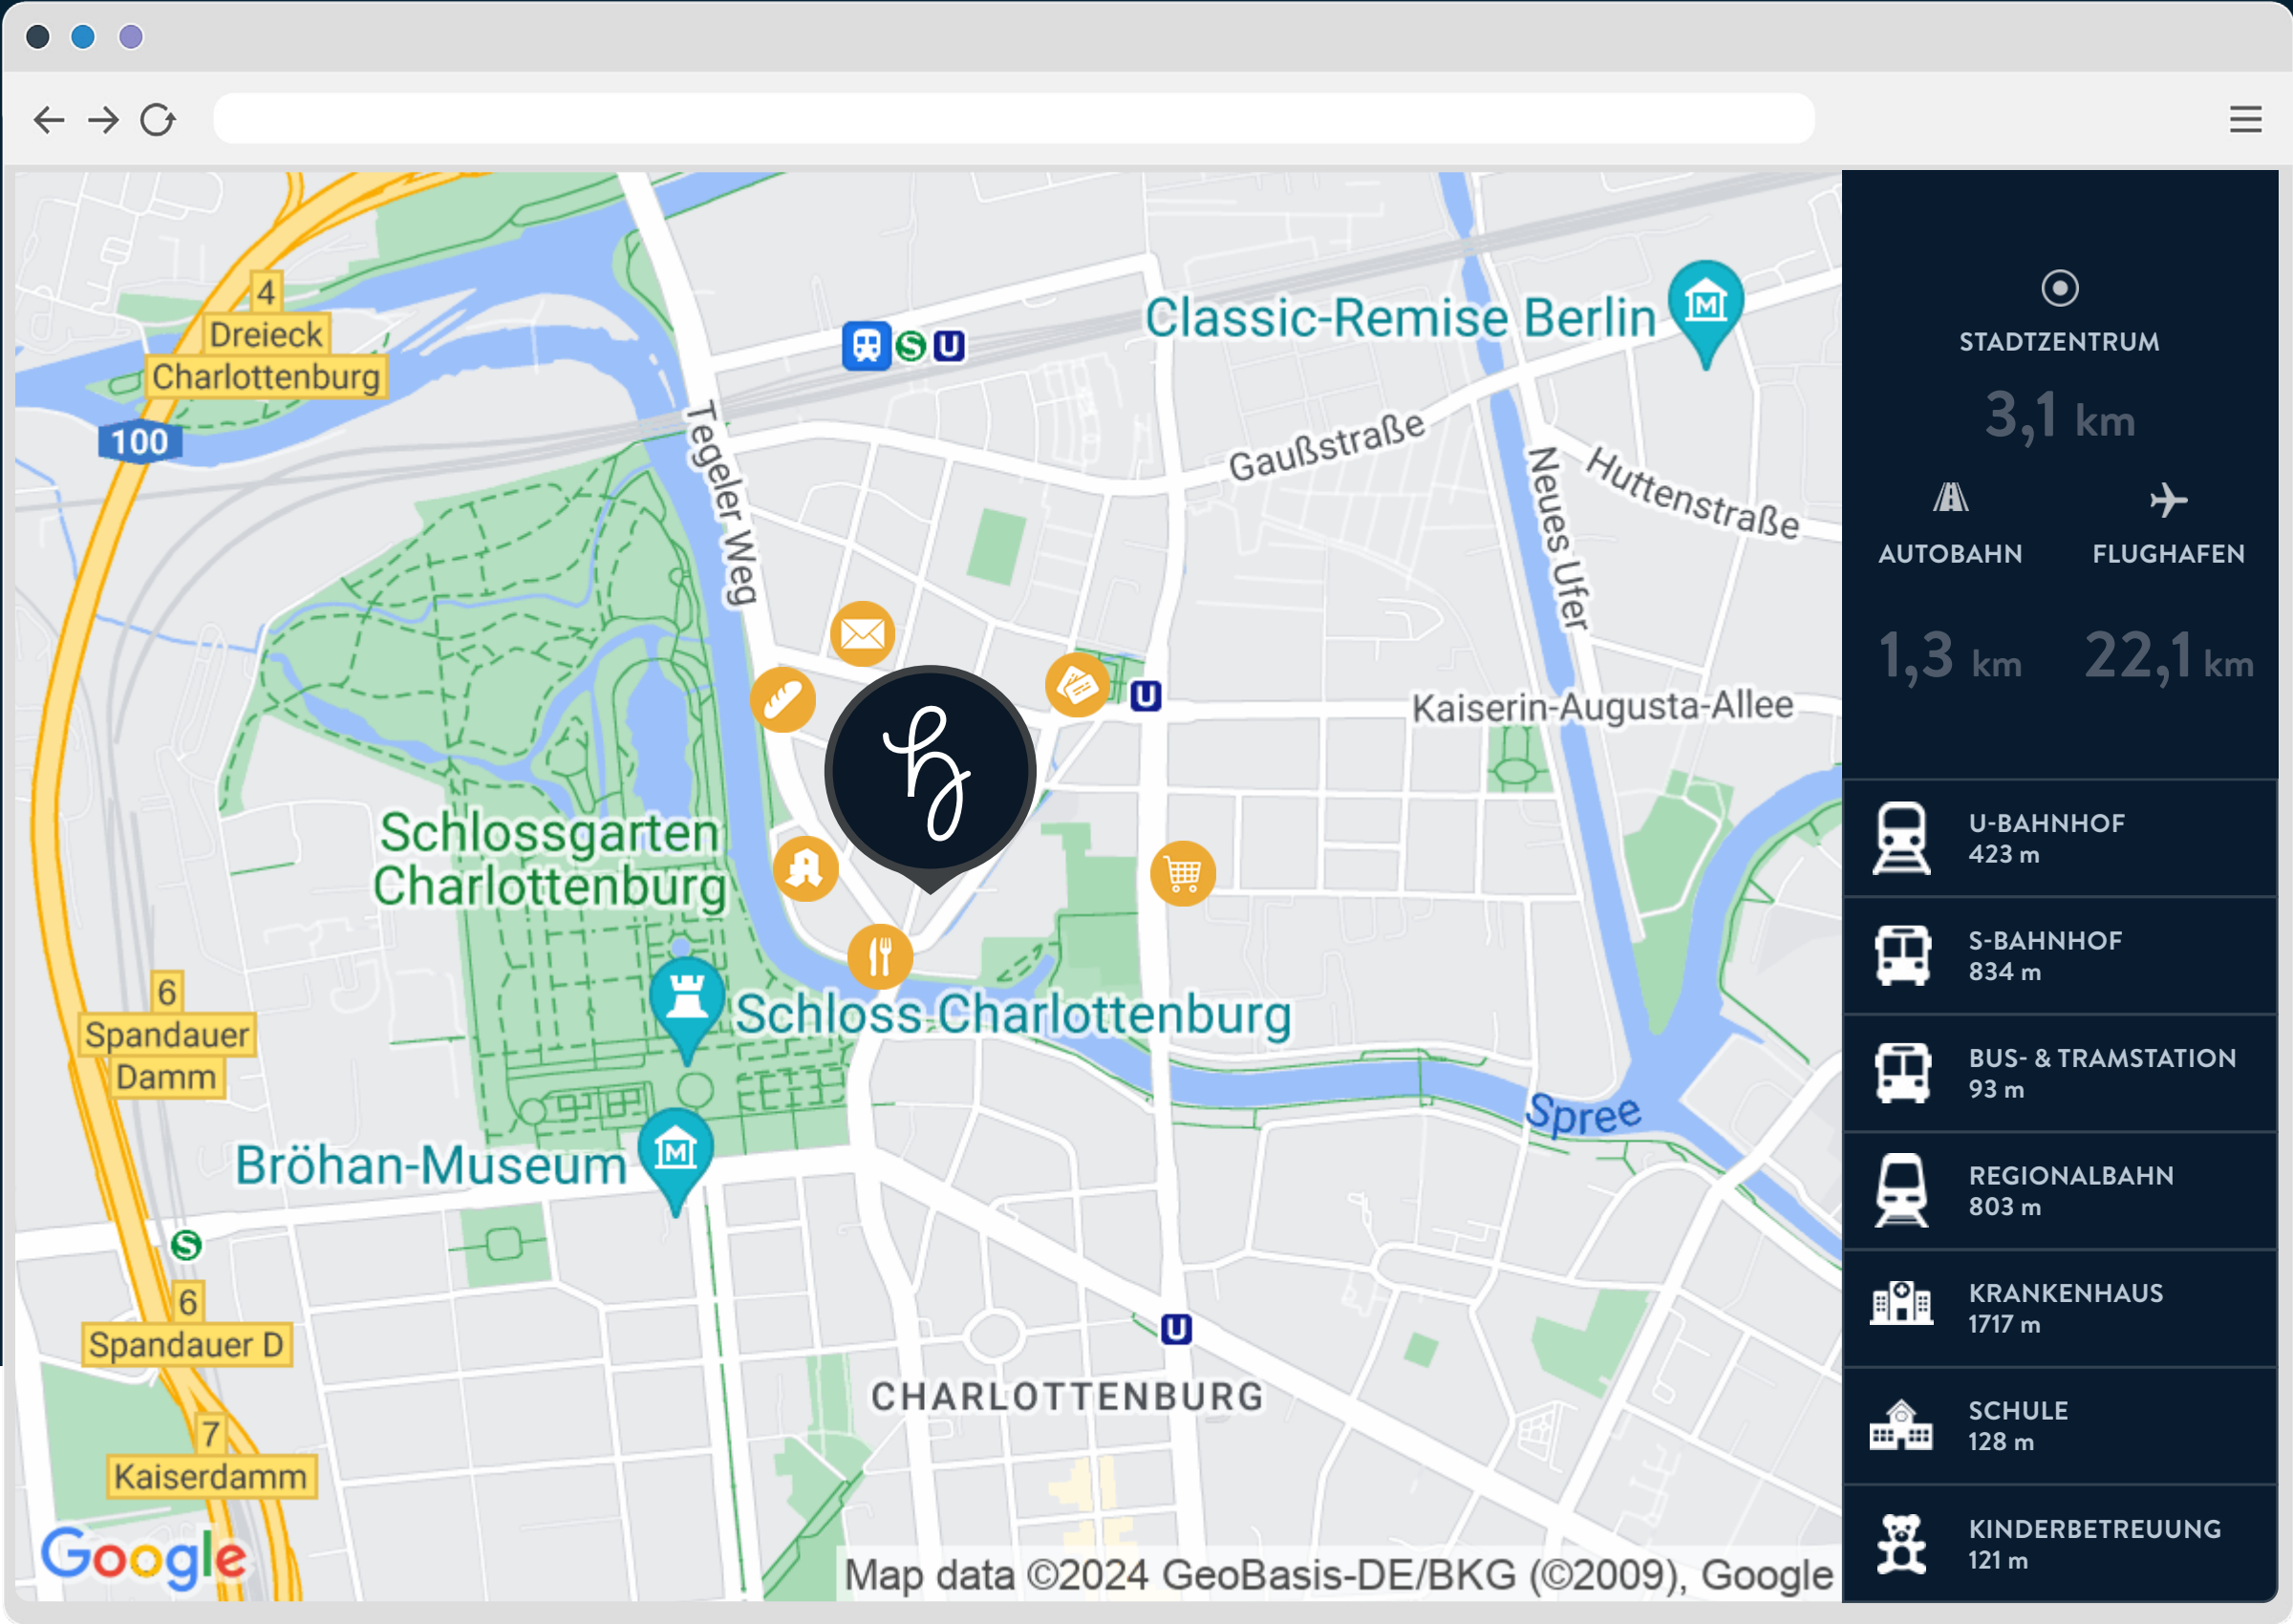 4
Dreieck
Charlottenburg
100
S U
Classic-Remise Berlin
M
Tegeler Weg
Gaußstraße
Neues Ufer
Huttenstraße
U
Kaiserin-Augusta-Allee
Schlossgarten
Charlottenburg
Schloss Charlottenburg
6
Spandauer
Damm
Spree
Bröhan-Museum
M
S
6
Spandauer D
U
CHARLOTTENBURG
7
Kaiserdamm
Google
Map data ©2024 GeoBasis-DE/BKG (©2009), Google
STADTZENTRUM
3,1 km
AUTOBAHN
1,3 km
FLUGHAFEN
22,1 km
U-BAHNHOF
423 m
S-BAHNHOF
834 m
BUS- & TRAMSTATION
93 m
REGIONALBAHN
803 m
KRANKENHAUS
1717 m
SCHULE
128 m
KINDERBETREUUNG
121 m